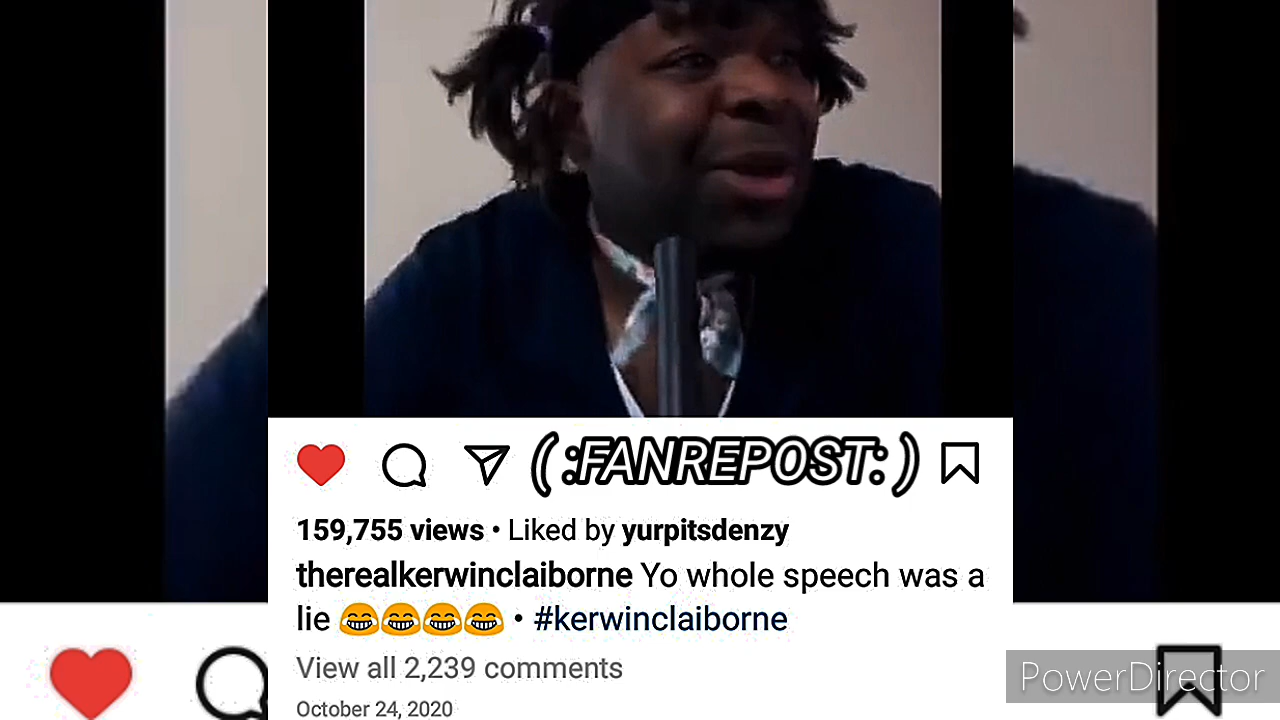 (:FANREPOST:)
159,755 views • Liked by yurpitsdenzy
therealkerwinclaiborne Yo whole speech was a
lie 😂😂😂😂 • #kerwinclaiborne
View all 2,239 comments
October 24, 2020
PowerDirector